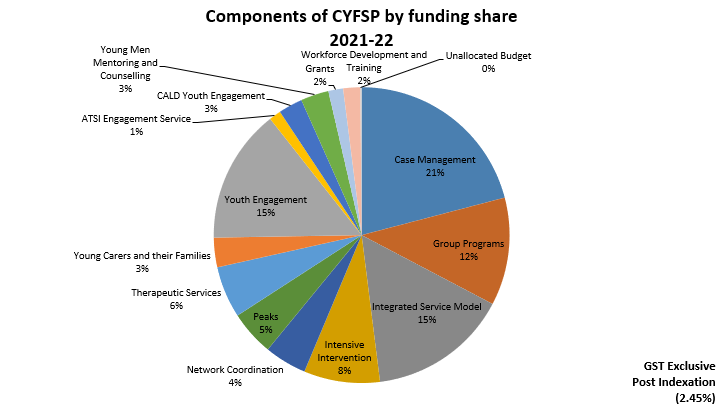 Components of CYFSP by funding share
2021-22
Young Men
Mentoring and
Counselling
3%
Workforce Development and
Training
2%
Grants
2%
Unallocated Budget
0%
CALD Youth Engagement
3%
ATSI Engagement Service
1%
Case Management
21%
Youth Engagement
15%
Group Programs
12%
Young Carers and their Families
3%
Therapeutic Services
6%
Integrated Service Model
15%
Peaks
5%
Intensive
Intervention
8%
Network Coordination
4%
GST Exclusive
Post Indexation
(2.45%)